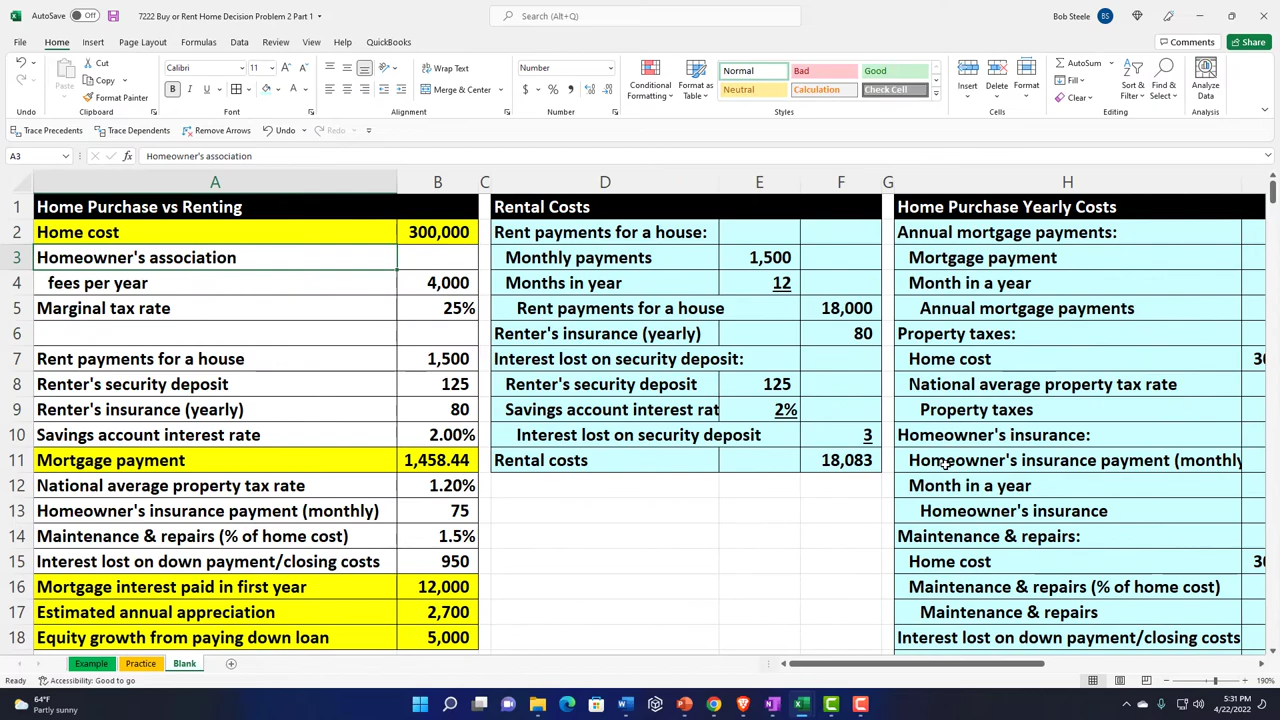 AutoSave Off 7222 Buy or Rent Home Decision Problem 2 Part 1 Search (Alt+Q) Bob Steele BS
File Home Insert Page Layout Formulas Data Review View Help QuickBooks Comments Share
Undo
Paste Cut Copy Format Painter
Clipboard
Calibri 11
B I U
Font
Wrap Text
Merge & Center
Alignment
Number
$ % 9
Number
Conditional Formatting Format as Table
Normal Bad Good
Neutral Calculation Check Cell
Styles
Insert Delete Format
Cells
AutoSum Fill Clear
Sort & Filter Find & Select
Editing
Analyze Data
Analysis
Trace Precedents Trace Dependents Remove Arrows Undo Redo
A3 fx Homeowner's association
A B C D E F G H
1 Home Purchase vs Renting Rental Costs Home Purchase Yearly Costs
2 Home cost 300,000 Rent payments for a house: Annual mortgage payments:
3 Homeowner's association Monthly payments 1,500 Mortgage payment
4 fees per year 4,000 Months in year 12 Month in a year
5 Marginal tax rate 25% Rent payments for a house 18,000 Annual mortgage payments
6 Renter's insurance (yearly) 80 Property taxes:
7 Rent payments for a house 1,500 Interest lost on security deposit: Home cost 30
8 Renter's security deposit 125 Renter's security deposit 125 National average property tax rate
9 Renter's insurance (yearly) 80 Savings account interest rat 2% Property taxes
10 Savings account interest rate 2.00% Interest lost on security deposit 3 Homeowner's insurance:
11 Mortgage payment 1,458.44 Rental costs 18,083 Homeowner's insurance payment (monthly
12 National average property tax rate 1.20% Month in a year
13 Homeowner's insurance payment (monthly) 75 Homeowner's insurance
14 Maintenance & repairs (% of home cost) 1.5% Maintenance & repairs:
15 Interest lost on down payment/closing costs 950 Home cost 30
16 Mortgage interest paid in first year 12,000 Maintenance & repairs (% of home cost)
17 Estimated annual appreciation 2,700 Maintenance & repairs
18 Equity growth from paying down loan 5,000 Interest lost on down payment/closing costs
Example Practice Blank
Ready Accessibility: Good to go 190%
64°F
Partly sunny
5:31 PM
4/22/2022